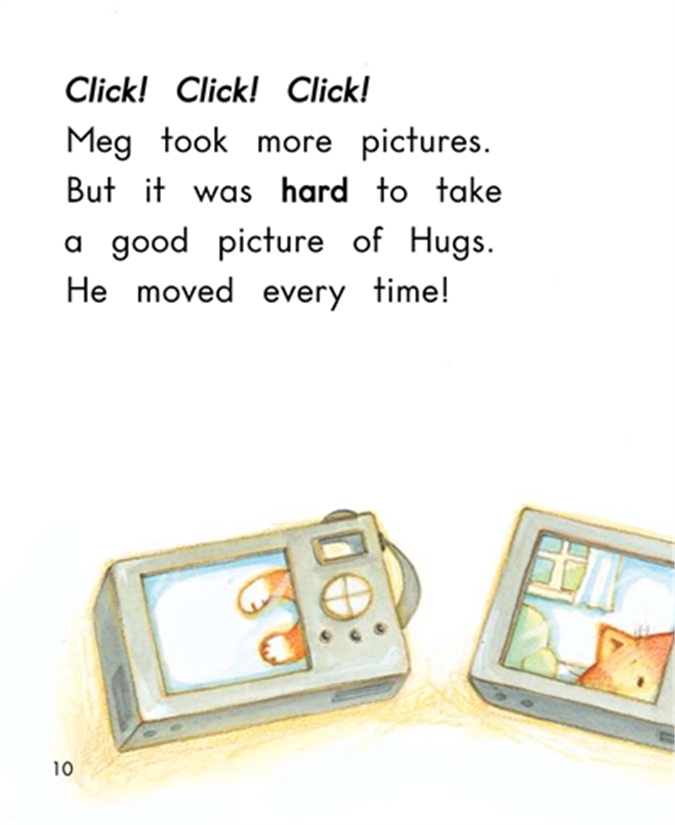 Click! Click! Click!
Meg took more pictures.
But it was hard to take
a good picture of Hugs.
He moved every time!
10